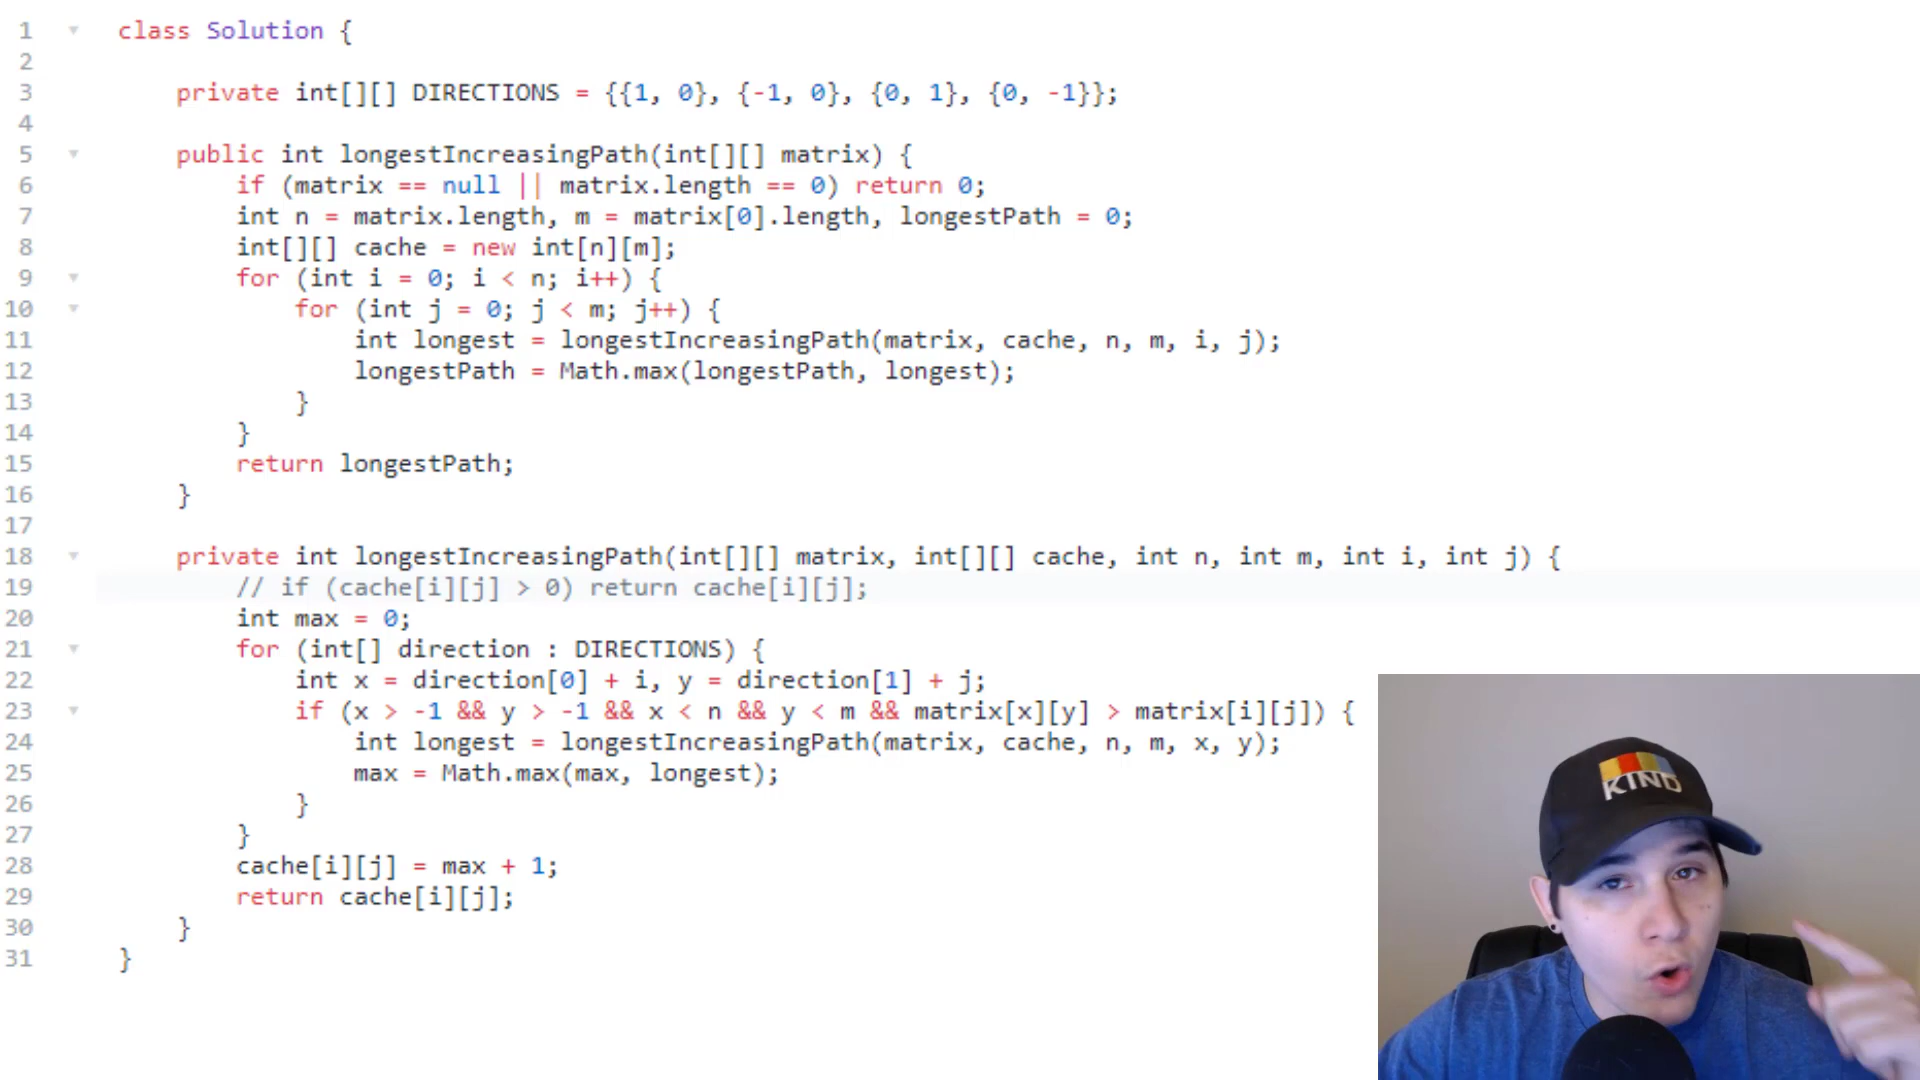 1 class Solution {
2
3 private int[][] DIRECTIONS = {{1, 0}, {-1, 0}, {0, 1}, {0, -1}};
4
5 public int longestIncreasingPath(int[][] matrix) {
6 if (matrix == null || matrix.length == 0) return 0;
7 int n = matrix.length, m = matrix[0].length, longestPath = 0;
8 int[][] cache = new int[n][m];
9 for (int i = 0; i < n; i++) {
10 for (int j = 0; j < m; j++) {
11 int longest = longestIncreasingPath(matrix, cache, n, m, i, j);
12 longestPath = Math.max(longestPath, longest);
13 }
14 }
15 return longestPath;
16 }
17
18 private int longestIncreasingPath(int[][] matrix, int[][] cache, int n, int m, int i, int j) {
19 // if (cache[i][j] > 0) return cache[i][j];
20 int max = 0;
21 for (int[] direction : DIRECTIONS) {
22 int x = direction[0] + i, y = direction[1] + j;
23 if (x > -1 && y > -1 && x < n && y < m && matrix[x][y] > matrix[i][j]) {
24 int longest = longestIncreasingPath(matrix, cache, n, m, x, y);
25 max = Math.max(max, longest);
26 }
27 }
28 cache[i][j] = max + 1;
29 return cache[i][j];
30 }
31 }
KIND